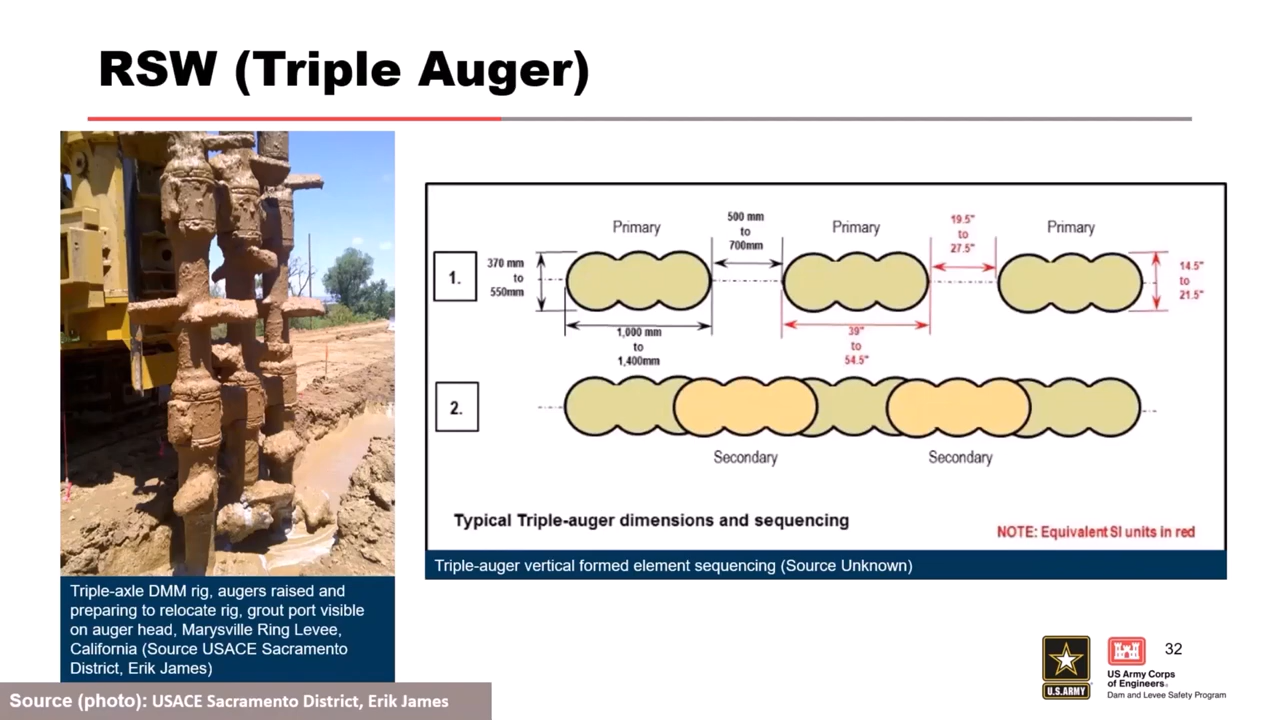 RSW (Triple Auger)
Primary
500 mm
to
700mm
Primary
19.5"
to
27.5"
Primary
1.
370 mm
to
550mm
14.5"
to
21.5"
1,000 mm
to
1,400mm
39"
to
54.5"
2.
Secondary
Secondary
Typical Triple-auger dimensions and sequencing
NOTE: Equivalent SI units in red
Triple-auger vertical formed element sequencing (Source Unknown)
Triple-axle DMM rig, augers raised and
preparing to relocate rig, grout port visible
on auger head, Marysville Ring Levee,
California (Source USACE Sacramento
District, Erik James)
Source (photo): USACE Sacramento District, Erik James
U.S.ARMY
US Army Corps
of Engineers®
Dam and Levee Safety Program
32